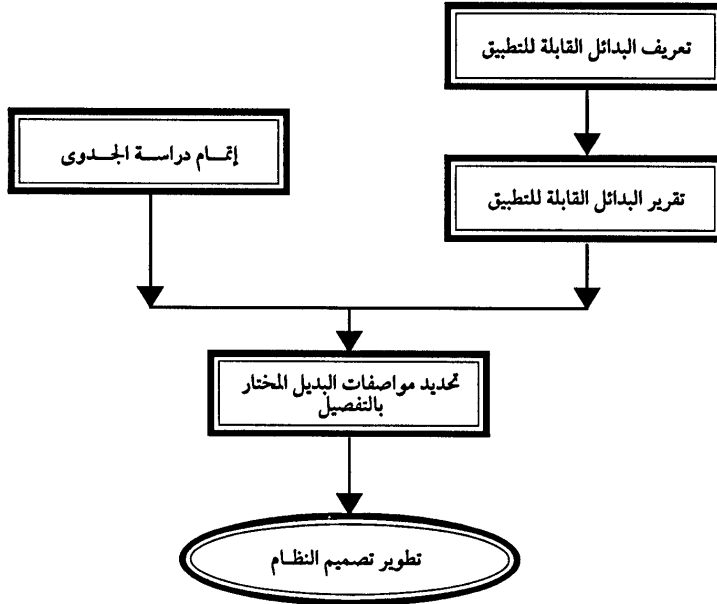 تعريف البدائل القابلة للتطبيق
إتمام دراسة الجدوى
تقرير البدائل القابلة للتطبيق
تحديد مواصفات البديل المختار
بالتفصيل
تطوير تصميم النظام